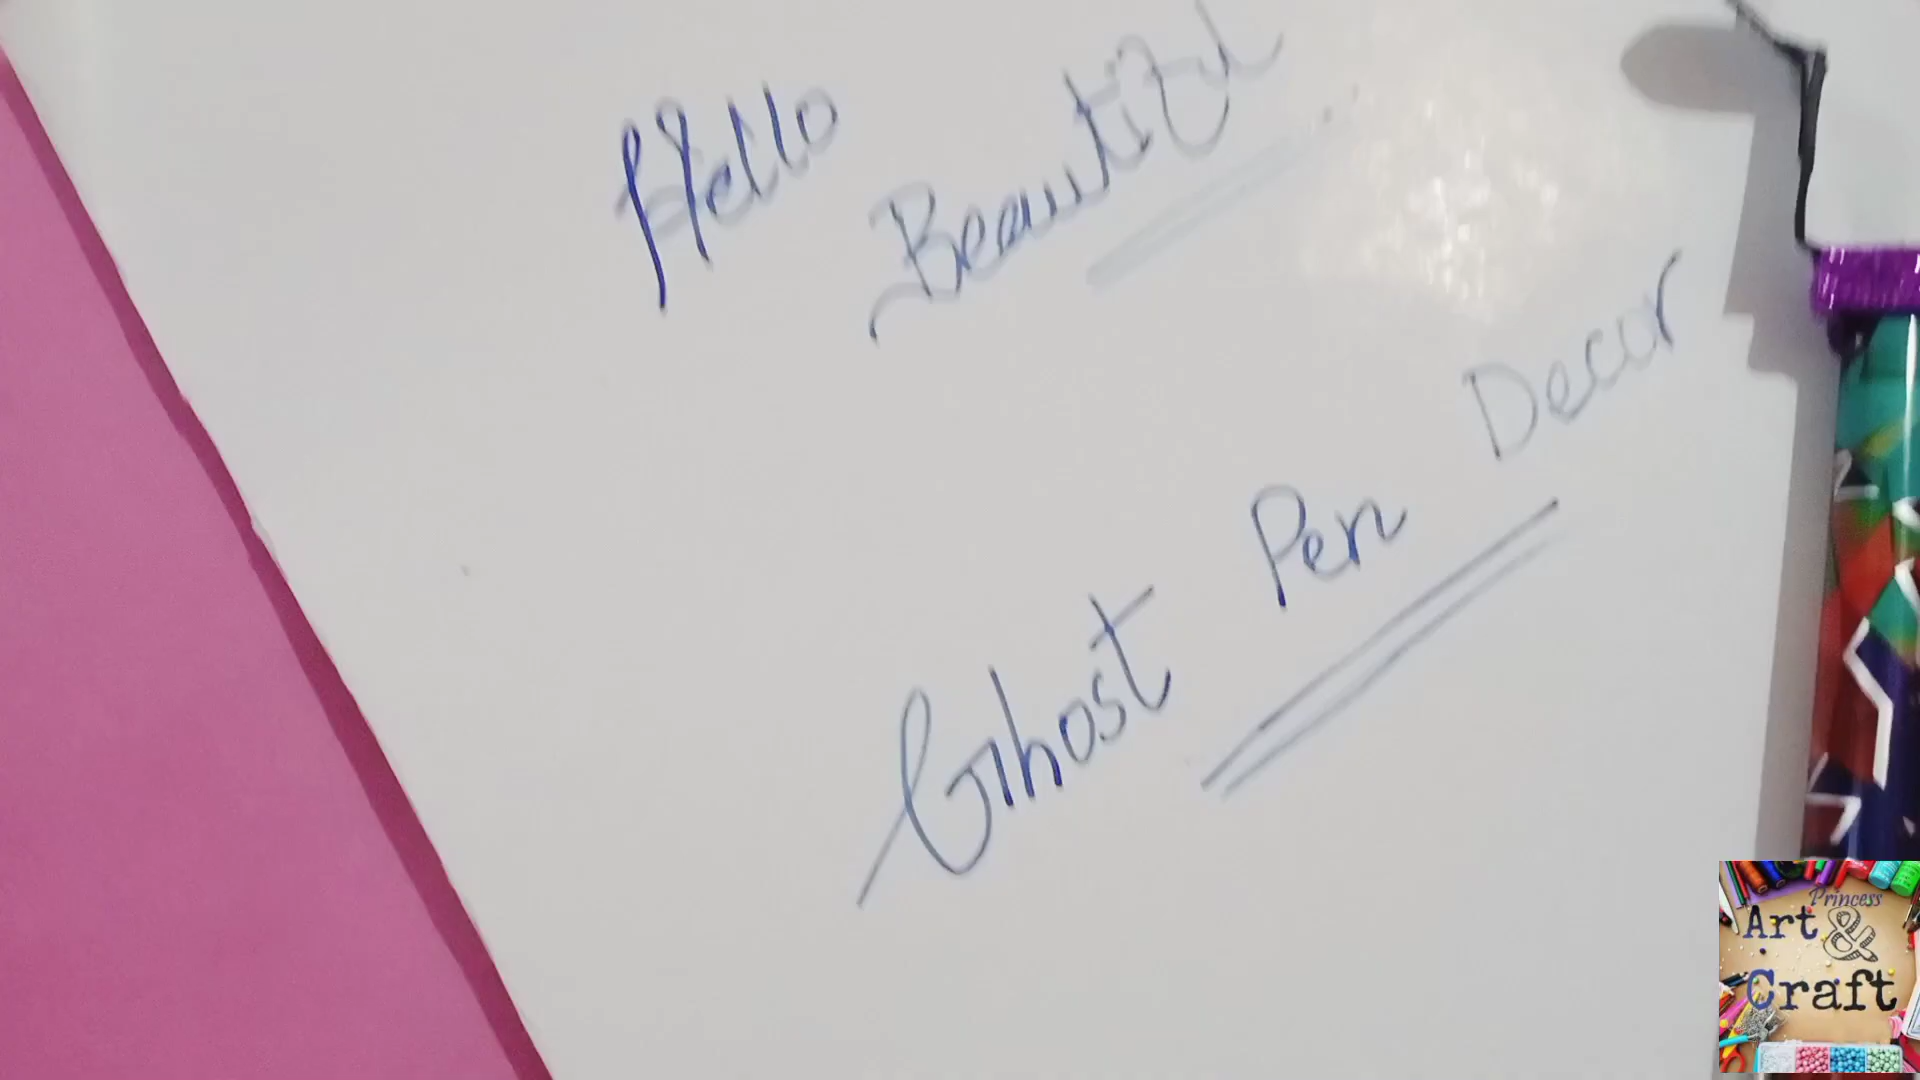 Hello
Beautiful
Ghost Pen Decor
Princess
Art &
Craft